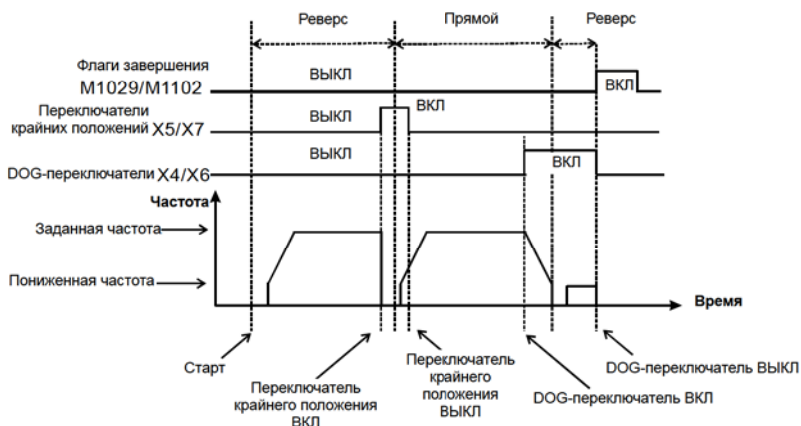 Реверс
Прямой
Реверс
Флаги завершения
M1029/M1102
ВЫКЛ
ВКЛ
Переключатели
крайних положений X5/X7
ВЫКЛ
ВКЛ
DOG-переключатели X4/X6
ВЫКЛ
ВКЛ
Частота
Заданная частота
Пониженная частота
Время
Старт
Переключатель
крайнего положения
ВКЛ
Переключатель
крайнего
положения
ВЫКЛ
DOG-переключатель ВКЛ
DOG-переключатель ВЫКЛ